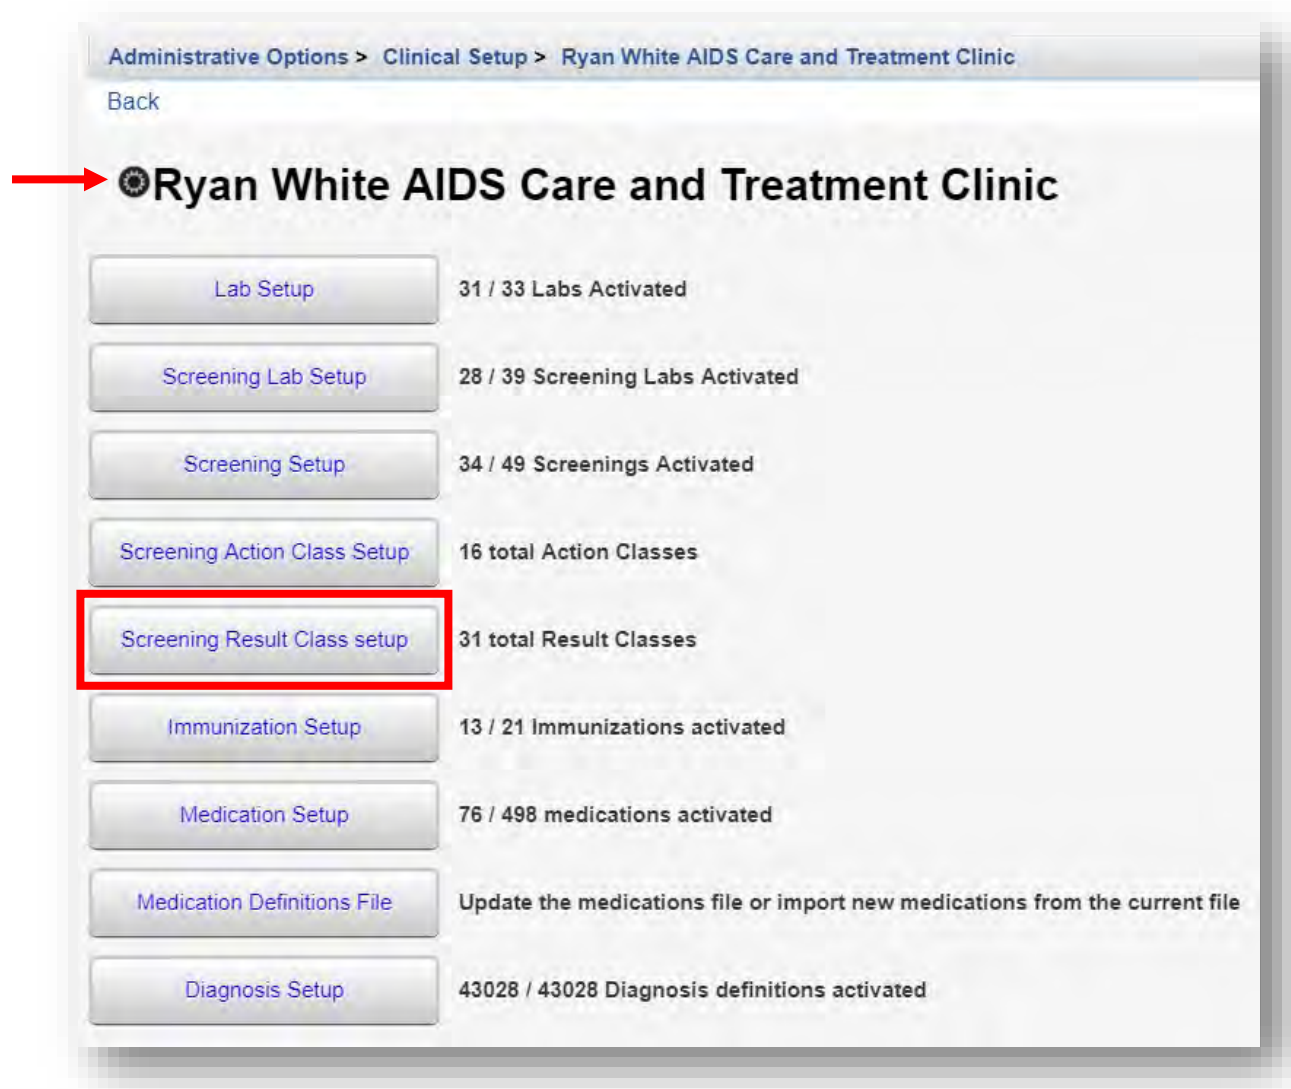 Administrative Options > Clinical Setup > Ryan White AIDS Care and Treatment Clinic
Back
Ryan White AIDS Care and Treatment Clinic
Lab Setup 31 / 33 Labs Activated
Screening Lab Setup 28 / 39 Screening Labs Activated
Screening Setup 34 / 49 Screenings Activated
Screening Action Class Setup 16 total Action Classes
Screening Result Class setup 31 total Result Classes
Immunization Setup 13 / 21 Immunizations activated
Medication Setup 76 / 498 medications activated
Medication Definitions File Update the medications file or import new medications from the current file
Diagnosis Setup 43028 / 43028 Diagnosis definitions activated